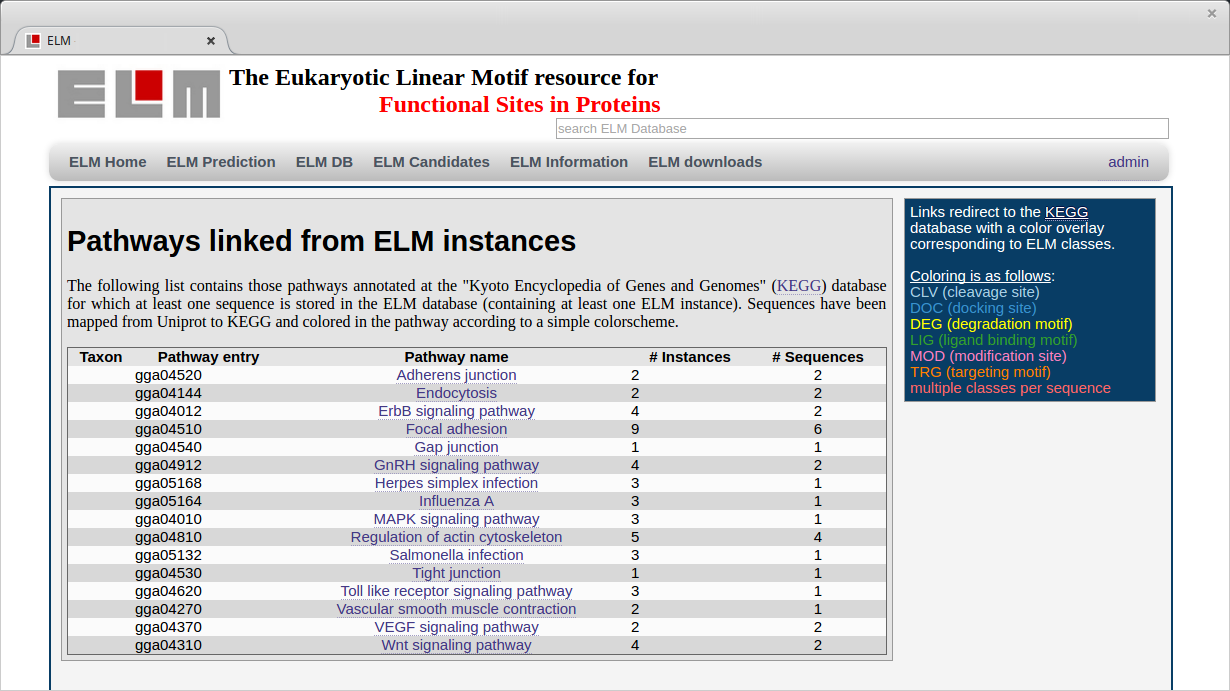 ELM
ELM The Eukaryotic Linear Motif resource for
Functional Sites in Proteins
search ELM Database
ELM Home ELM Prediction ELM DB ELM Candidates ELM Information ELM downloads admin
Pathways linked from ELM instances
The following list contains those pathways annotated at the "Kyoto Encyclopedia of Genes and Genomes" (KEGG) database
for which at least one sequence is stored in the ELM database (containing at least one ELM instance). Sequences have been
mapped from Uniprot to KEGG and colored in the pathway according to a simple colorscheme.
Taxon Pathway entry Pathway name # Instances # Sequences
gga04520 Adherens junction 2 2
gga04144 Endocytosis 2 2
gga04012 ErbB signaling pathway 4 2
gga04510 Focal adhesion 9 6
gga04540 Gap junction 1 1
gga04912 GnRH signaling pathway 4 2
gga05168 Herpes simplex infection 3 1
gga05164 Influenza A 3 1
gga04010 MAPK signaling pathway 3 1
gga04810 Regulation of actin cytoskeleton 5 4
gga05132 Salmonella infection 3 1
gga04530 Tight junction 1 1
gga04620 Toll like receptor signaling pathway 3 1
gga04270 Vascular smooth muscle contraction 2 1
gga04370 VEGF signaling pathway 2 2
gga04310 Wnt signaling pathway 4 2
Links redirect to the KEGG
database with a color overlay
corresponding to ELM classes.
Coloring is as follows:
CLV (cleavage site)
DOC (docking site)
DEG (degradation motif)
LIG (ligand binding motif)
MOD (modification site)
TRG (targeting motif)
multiple classes per sequence